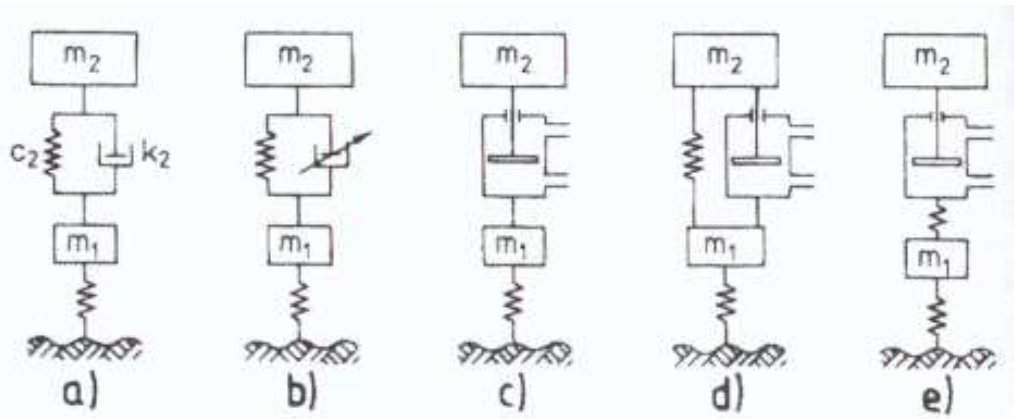 m₂ m₂ m₂ m₂ m₂
c₂ k₂
m₁ m₁ m₁ m₁ m₁
a) b) c) d) e)